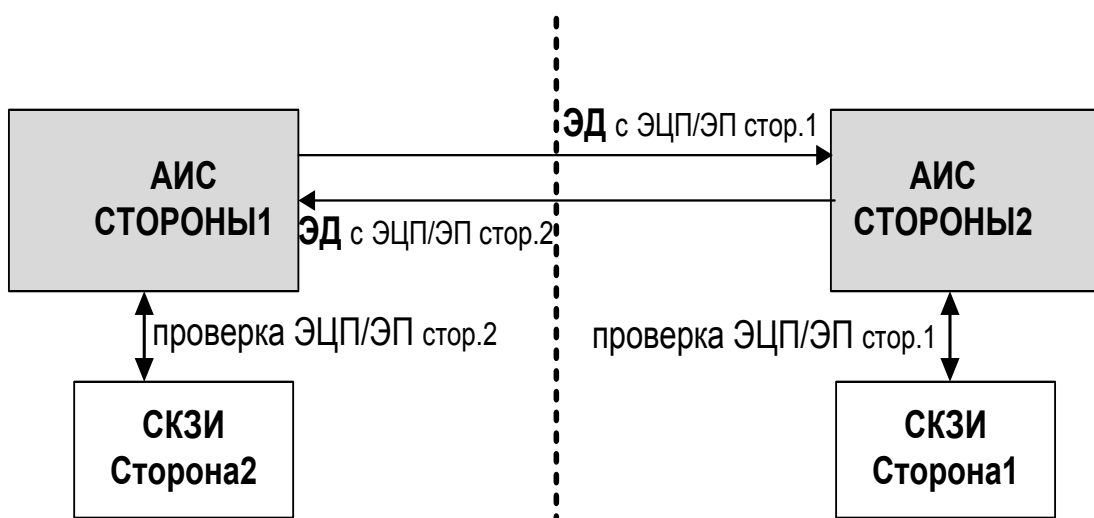 ЭД с ЭЦП/ЭП стор.1
АИС
СТОРОНЫ1
АИС
СТОРОНЫ2
ЭД с ЭЦП/ЭП стор.2
проверка ЭЦП/ЭП стор.2
проверка ЭЦП/ЭП стор.1
СКЗИ
Сторона2
СКЗИ
Сторона1